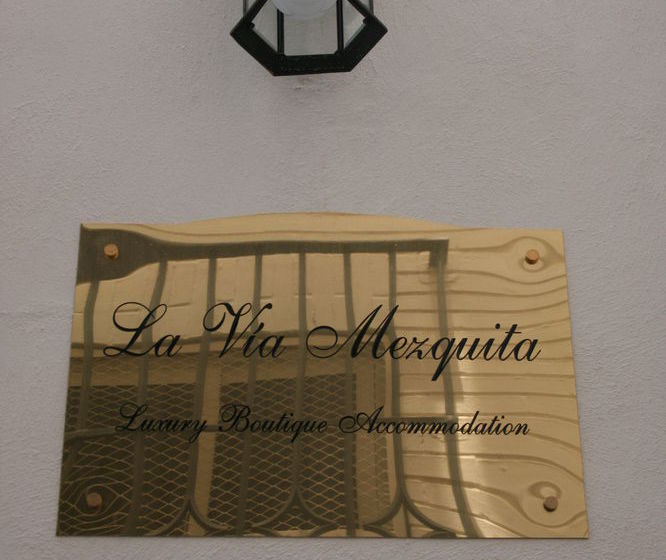 La Vía Mezquita
Luxury Boutique Accommodation